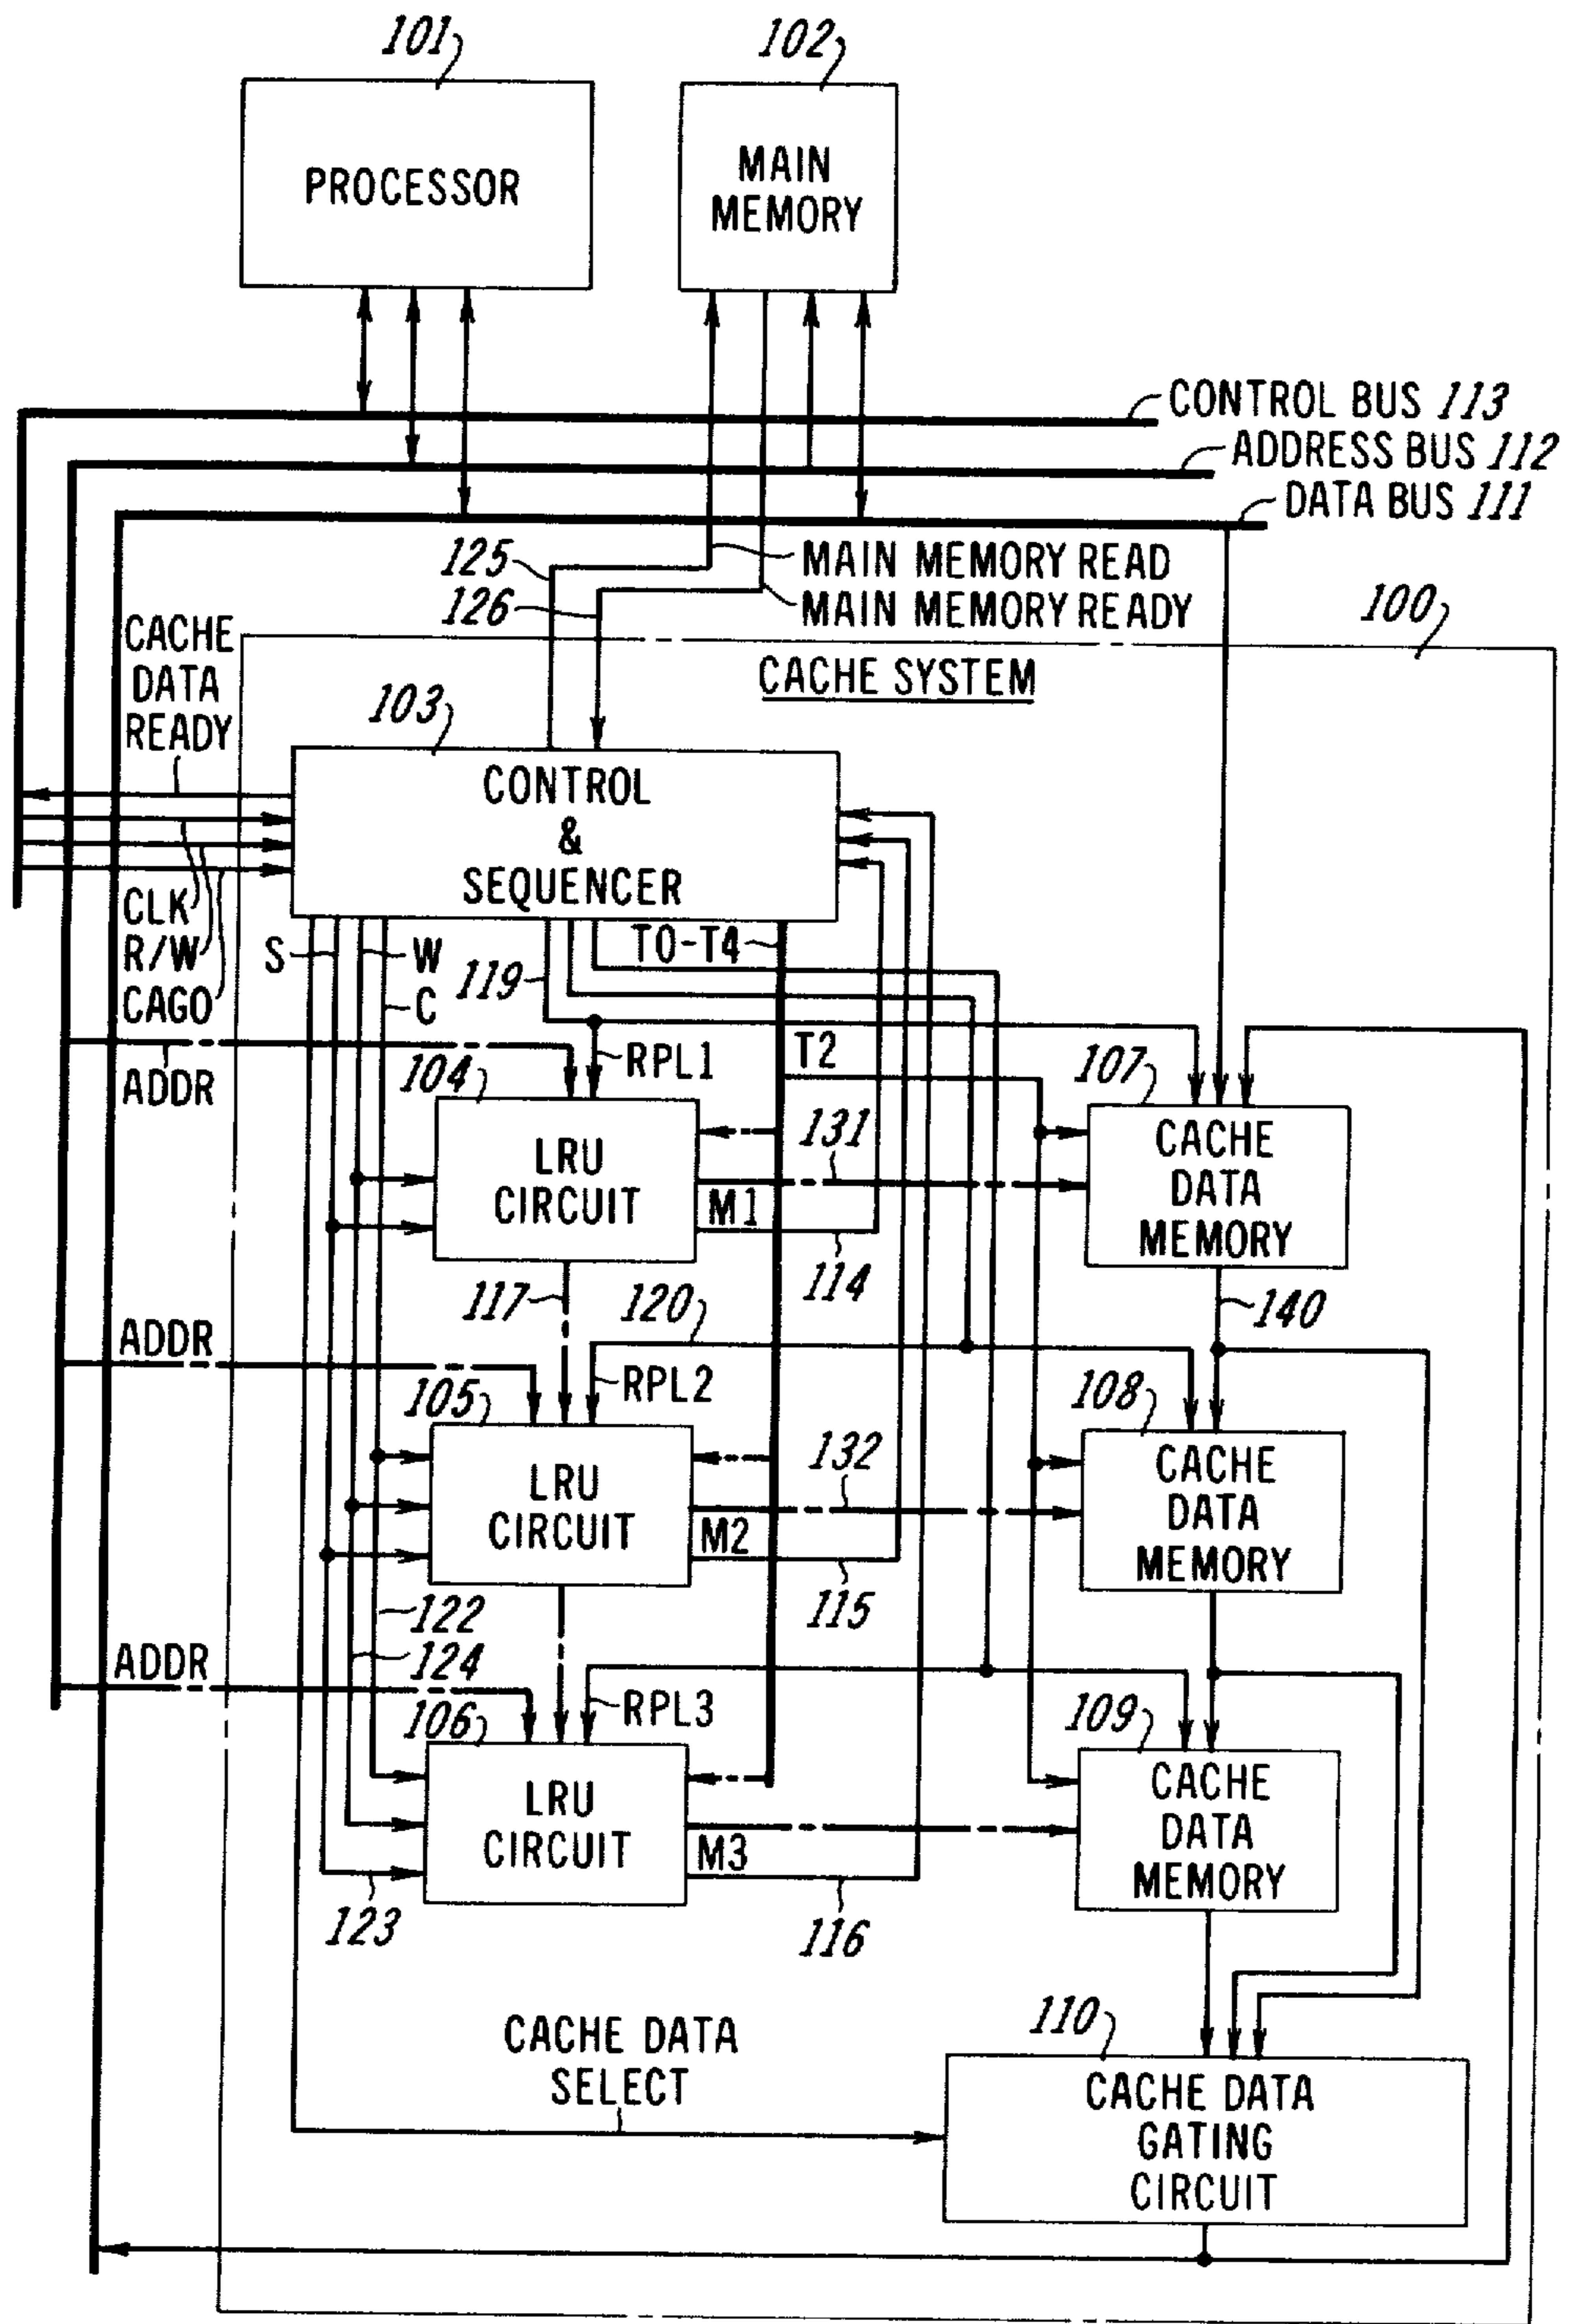 101
102
PROCESSOR
MAIN
MEMORY
CONTROL BUS 113
ADDRESS BUS 112
DATA BUS 111
125
MAIN MEMORY READ
126
MAIN MEMORY READY
100
CACHE
DATA
READY
CACHE SYSTEM
103
CONTROL
&
SEQUENCER
CLK
R/W
CAGO
S
W
C
119
T0-T4
ADDR
104
RPL1
T2
107
LRU
CIRCUIT
131
M1
114
CACHE
DATA
MEMORY
117
120
140
ADDR
105
RPL2
108
LRU
CIRCUIT
132
M2
115
CACHE
DATA
MEMORY
122
124
ADDR
106
RPL3
109
LRU
CIRCUIT
M3
116
CACHE
DATA
MEMORY
123
CACHE DATA
SELECT
110
CACHE DATA
GATING
CIRCUIT